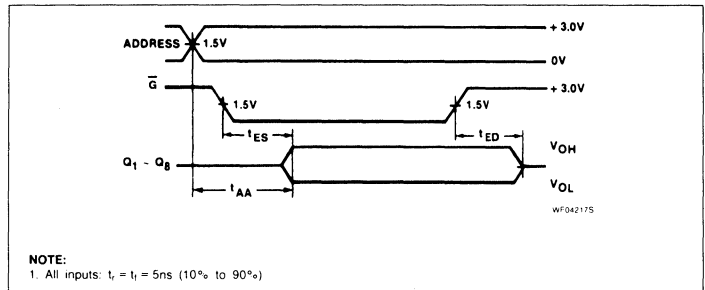 ADDRESS
1.5V
+ 3.0V
0V
G
1.5V
1.5V
+ 3.0V
tES
tED
Q1 - Q8
VOH
VOL
tAA
WF04217S
NOTE:
1. All inputs: tr = tf = 5ns (10% to 90%)